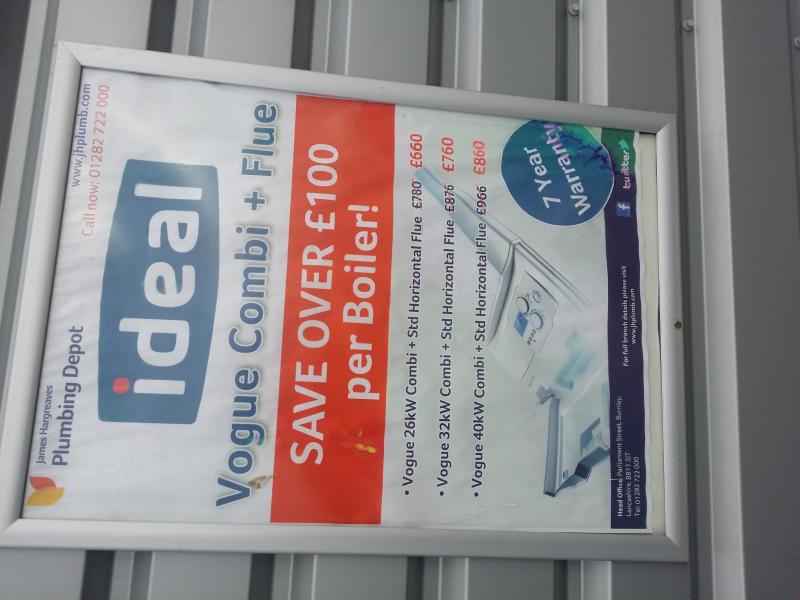 James Hargreaves
Plumbing Depot
www.jhplumb.com
Call now: 01282 722 000
ideal
Vogue Combi + Flue
SAVE OVER £100
per Boiler!
• Vogue 26kW Combi + Std Horizontal Flue £780 £660
• Vogue 32kW Combi + Std Horizontal Flue £876 £760
• Vogue 40kW Combi + Std Horizontal Flue £966 £860
7 Year
Warranty
Head Office: Parliament Street, Burnley,
Lancashire, BB11 3JT
Tel: 01282 722 000
For full branch details please visit
www.jhplumb.com
f twitter